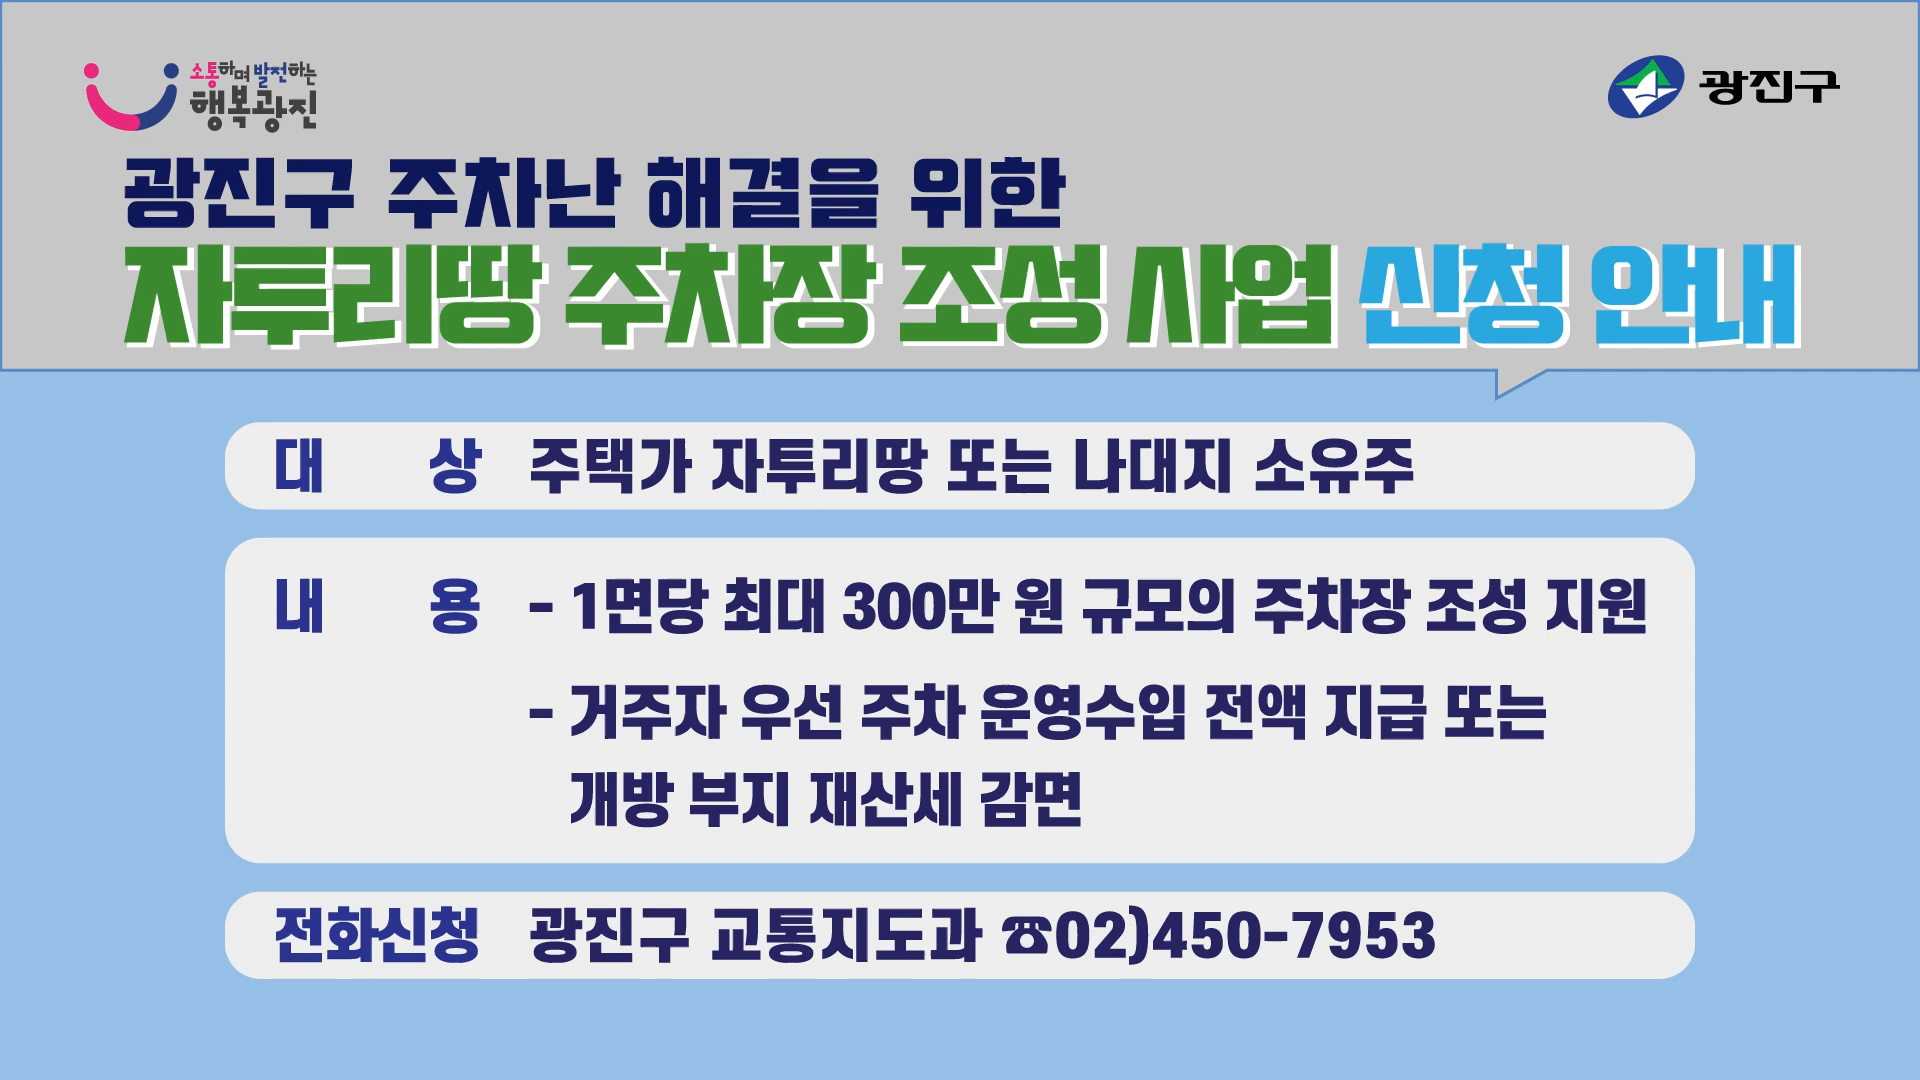 소통하며 발전하는
행복광진
광진구
광진구 주차난 해결을 위한
자투리땅 주차장 조성 사업 신청 안내
대 상 주택가 자투리땅 또는 나대지 소유주
내 용 - 1면당 최대 300만 원 규모의 주차장 조성 지원
- 거주자 우선 주차 운영수입 전액 지급 또는
개방 부지 재산세 감면
전화신청 광진구 교통지도과 ☎02)450-7953